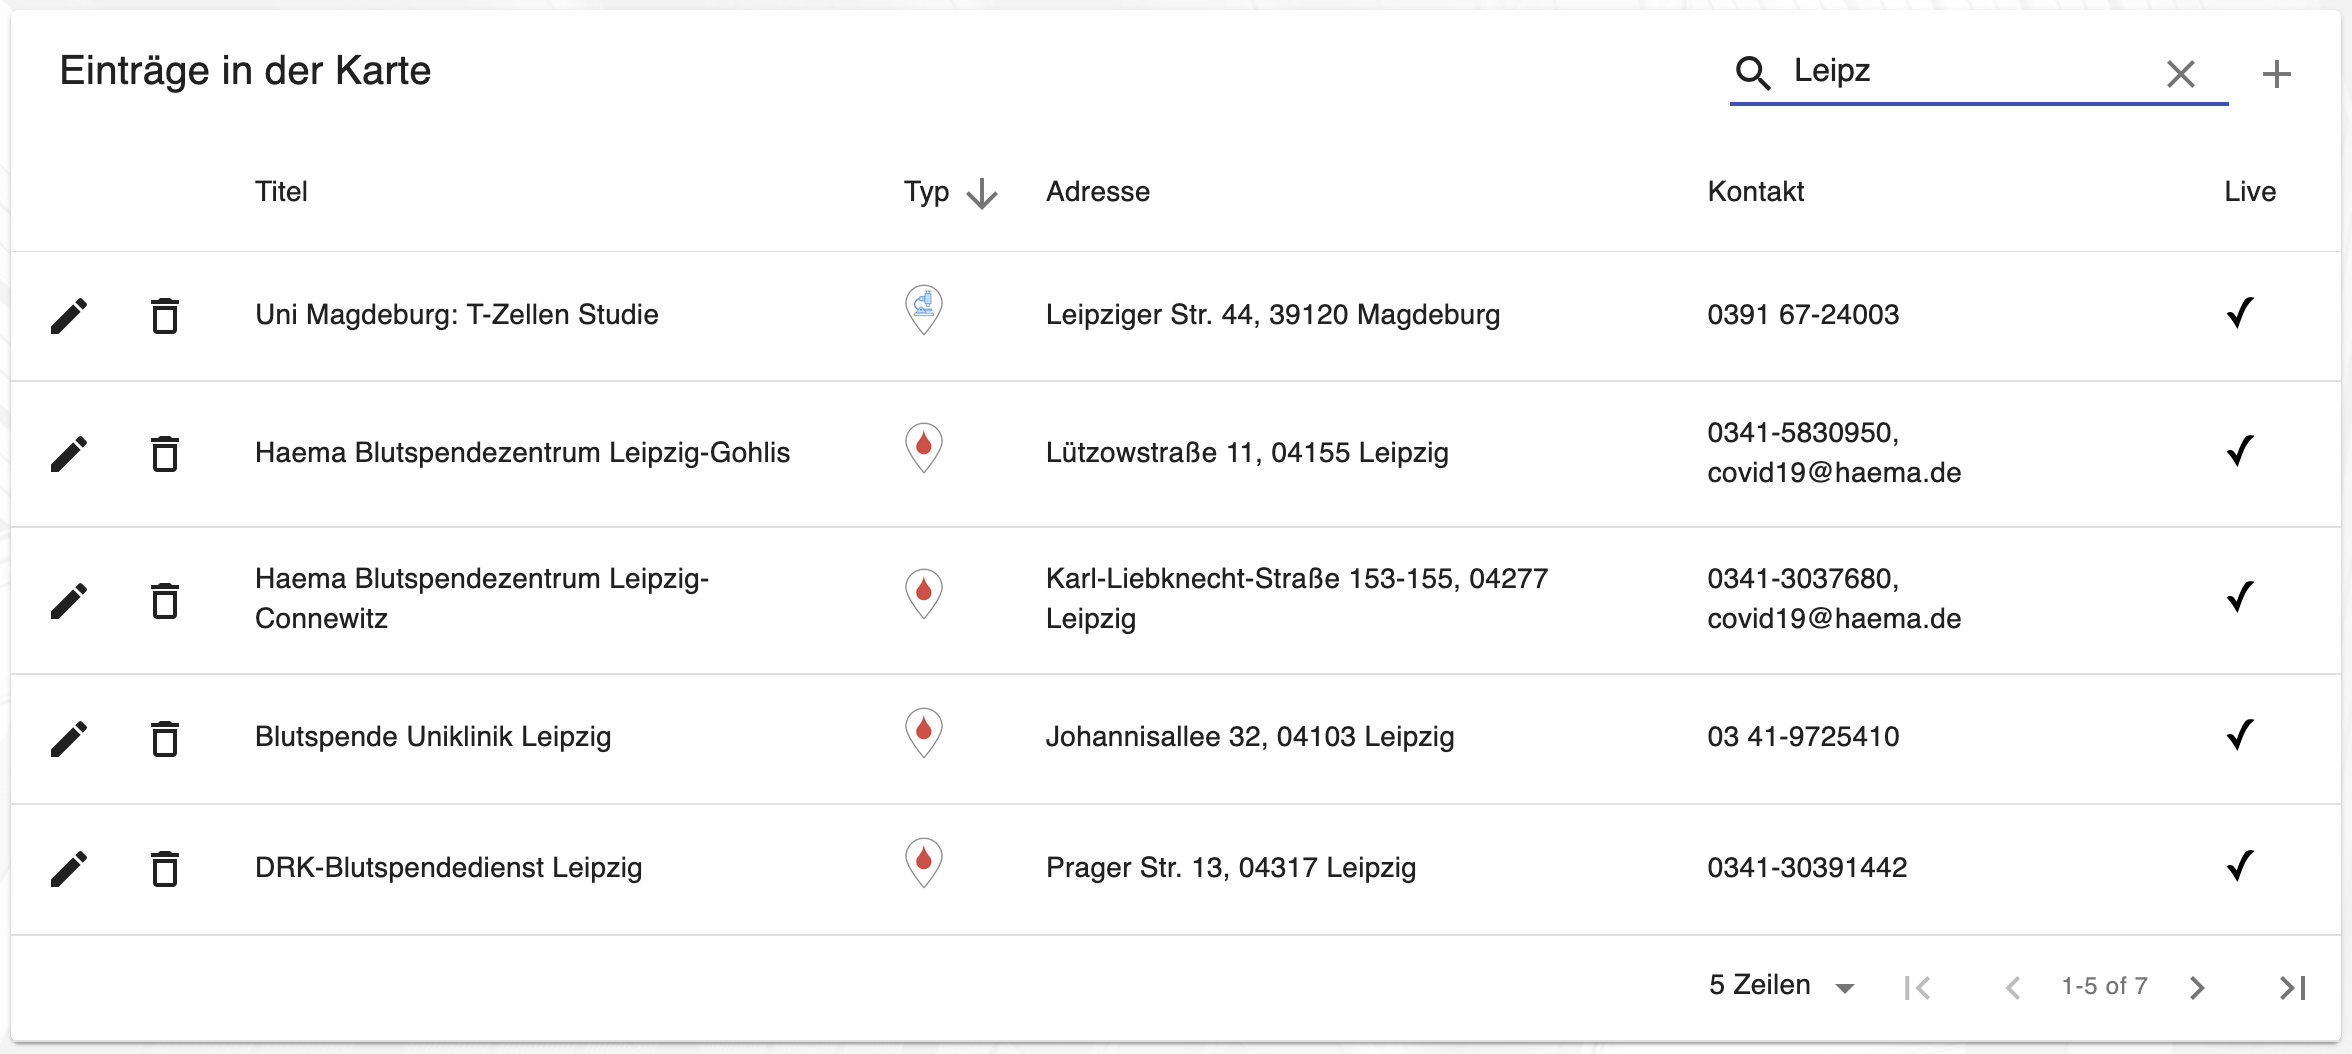 Einträge in der Karte
Leipz
Titel Typ Adresse Kontakt Live
Uni Magdeburg: T-Zellen Studie Leipziger Str. 44, 39120 Magdeburg 0391 67-24003
Haema Blutspendezentrum Leipzig-Gohlis Lützowstraße 11, 04155 Leipzig 0341-5830950,
covid19@haema.de
Haema Blutspendezentrum Leipzig- Karl-Liebknecht-Straße 153-155, 04277 0341-3037680,
Connewitz Leipzig covid19@haema.de
Blutspende Uniklinik Leipzig Johannisallee 32, 04103 Leipzig 03 41-9725410
DRK-Blutspendedienst Leipzig Prager Str. 13, 04317 Leipzig 0341-30391442
5 Zeilen 1-5 of 7